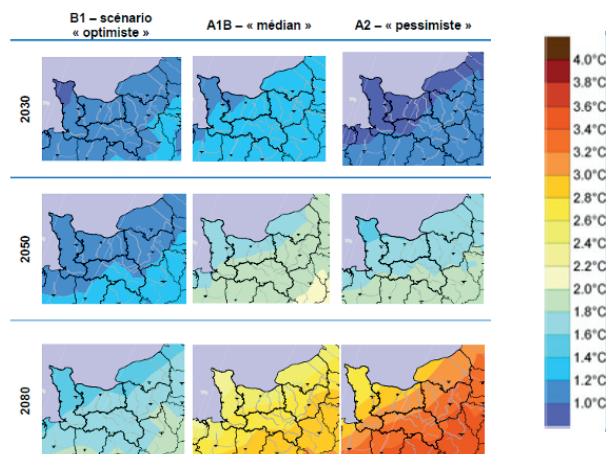 B1 – scénario
« optimiste »
A1B – « médian »
A2 – « pessimiste »
2030
2050
2080
4.0°C
3.8°C
3.6°C
3.4°C
3.2°C
3.0°C
2.8°C
2.6°C
2.4°C
2.2°C
2.0°C
1.8°C
1.6°C
1.4°C
1.2°C
1.0°C